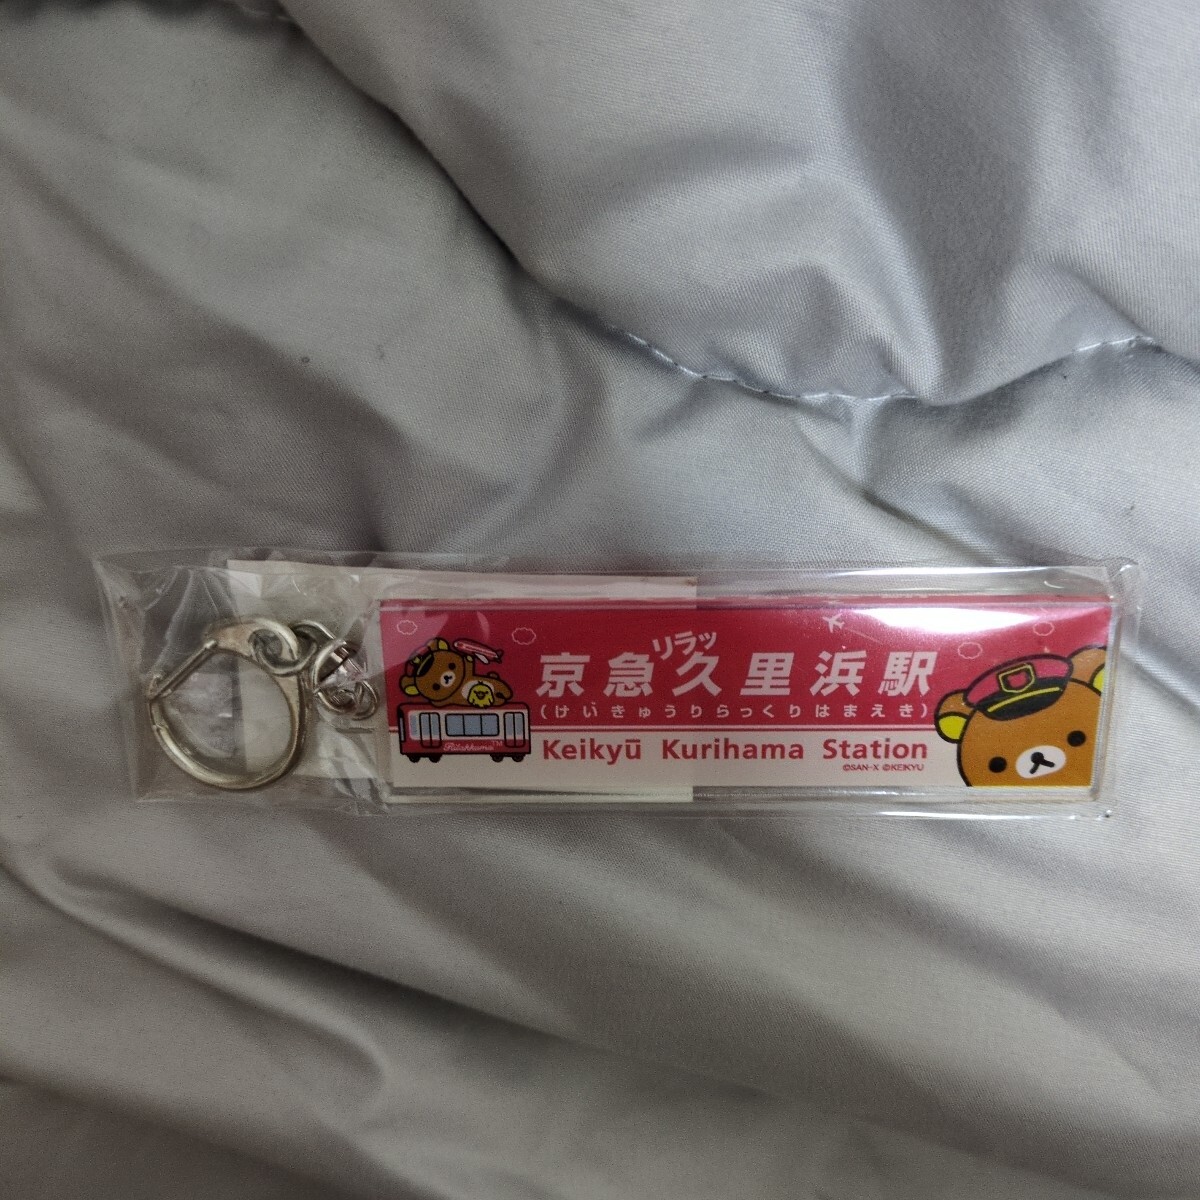 リラッ
京急久里浜駅
(けいきゅうりらっくりはまえき)
Keikyū Kurihama Station
©SAN-X ©KEIKYU
Rilakkuma™